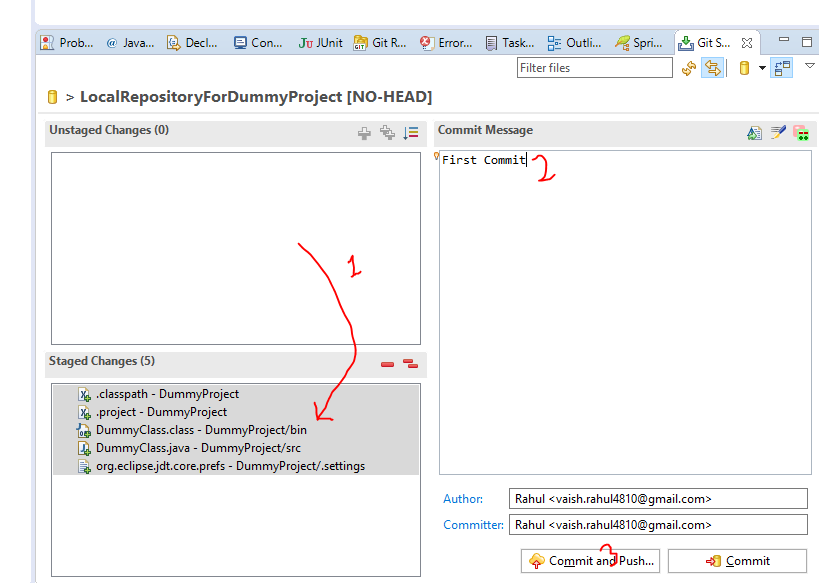 Prob... Java... Decl... Con... JUnit Git R... Error... Task... Outli... Spri... Git S...
Filter files
> LocalRepositoryForDummyProject [NO-HEAD]
Unstaged Changes (0)
Commit Message
First Commit 2
1
Staged Changes (5)
.classpath - DummyProject
.project - DummyProject
DummyClass.class - DummyProject/bin
DummyClass.java - DummyProject/src
org.eclipse.jdt.core.prefs - DummyProject/.settings
Author: Rahul <vaish.rahul4810@gmail.com>
Committer: Rahul <vaish.rahul4810@gmail.com>
3
Commit and Push... Commit